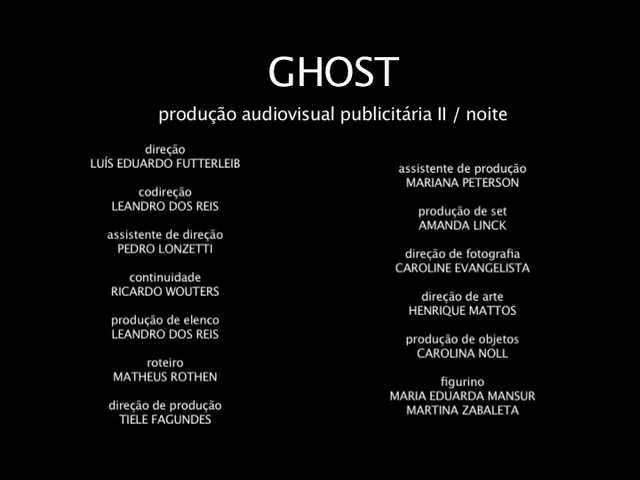 GHOST
produção audiovisual publicitária II / noite
direção
LUÍS EDUARDO FUTTERLEIB
codireção
LEANDRO DOS REIS
assistente de direção
PEDRO LONZETTI
continuidade
RICARDO WOUTERS
produção de elenco
LEANDRO DOS REIS
roteiro
MATHEUS ROTHEN
direção de produção
TIELE FAGUNDES
assistente de produção
MARIANA PETERSON
produção de set
AMANDA LINCK
direção de fotografia
CAROLINE EVANGELISTA
direção de arte
HENRIQUE MATTOS
produção de objetos
CAROLINA NOLL
figurino
MARIA EDUARDA MANSUR
MARTINA ZABALETA